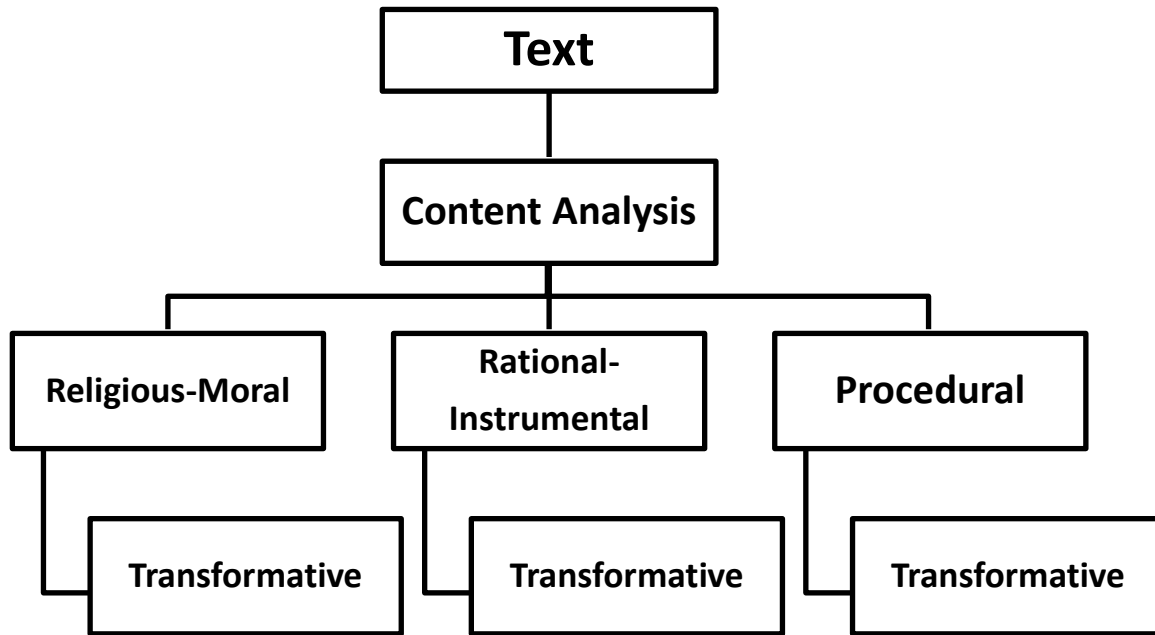 Text
Content Analysis
Religious-Moral
Rational-
Instrumental
Procedural
Transformative
Transformative
Transformative